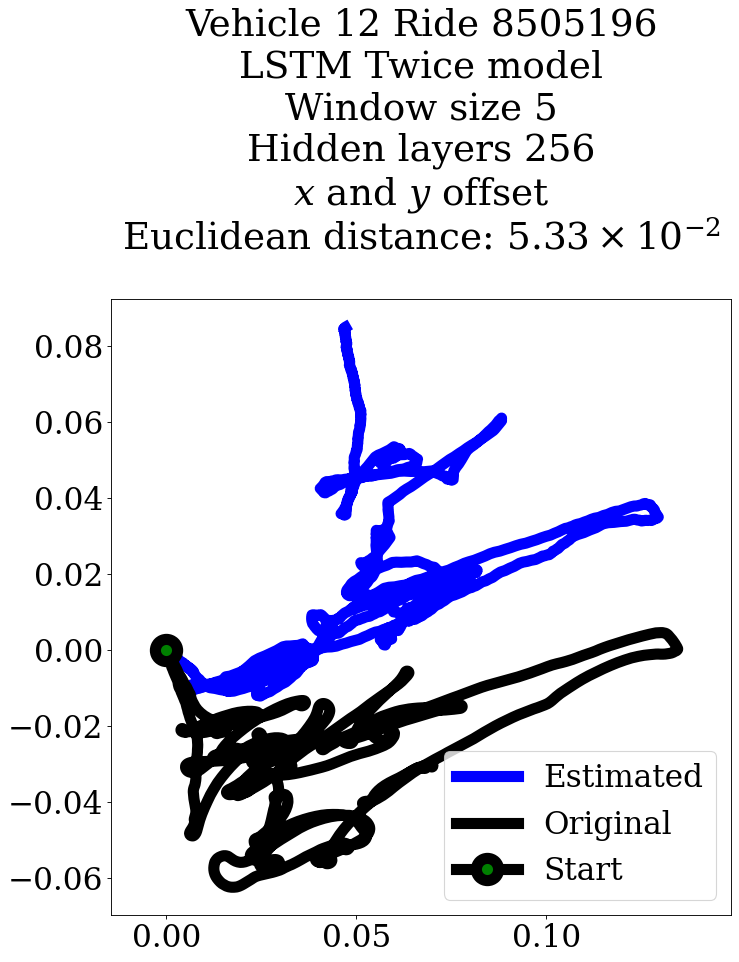 Vehicle 12 Ride 8505196
LSTM Twice model
Window size 5
Hidden layers 256
x and y offset
Euclidean distance: 5.33 × 10⁻²
0.08
0.06
0.04
0.02
0.00
−0.02
−0.04
−0.06
Estimated
Original
Start
0.00 0.05 0.10